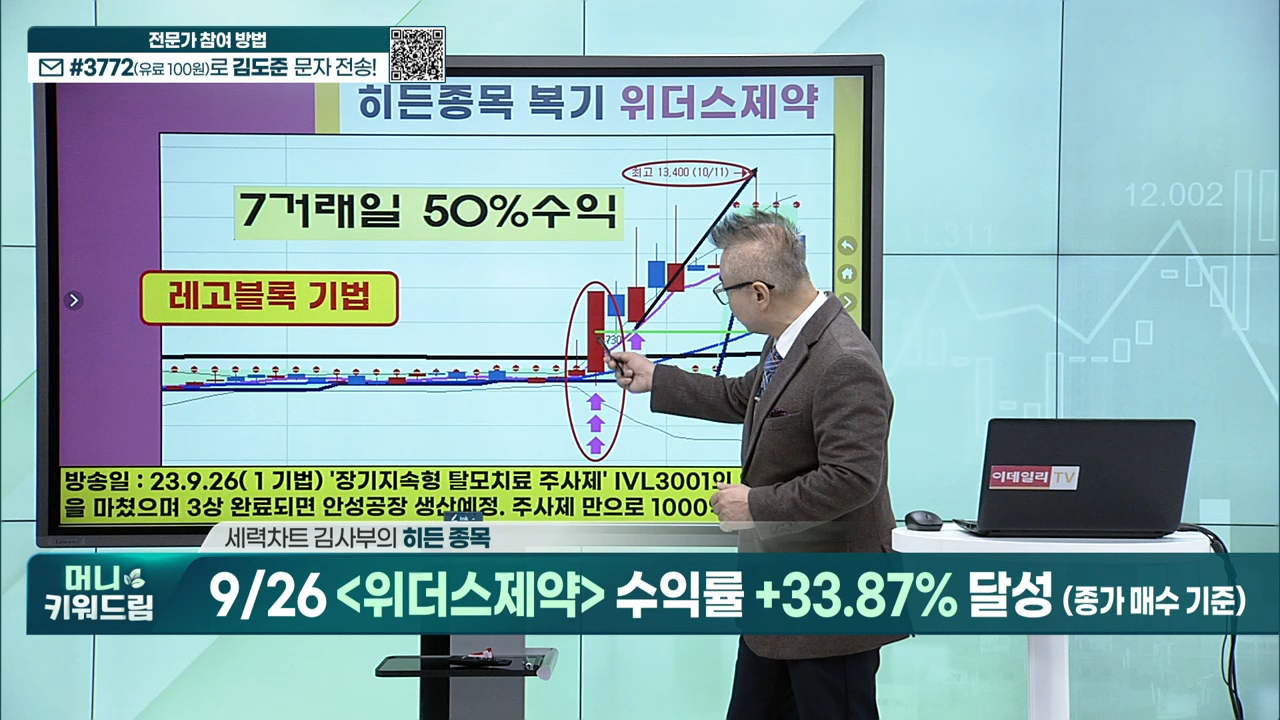 전문가 참여 방법
#3772(유료 100원)로 김도준 문자 전송!
히든종목 복기 위더스제약
최고 13,400 (10/11)
7거래일 50%수익
레고블록 기법
방송일 : 23.9.26( 1 기법) '장기지속형 탈모치료 주사제' IVL3001의
을 마쳤으며 3상 완료되면 안성공장 생산예정. 주사제 만으로 1000
12.002
11.311
이데일리 TV
세력차트 김사부의 히든 종목
머니
키워드림
9/26 <위더스제약> 수익률 +33.87% 달성 (종가 매수 기준)